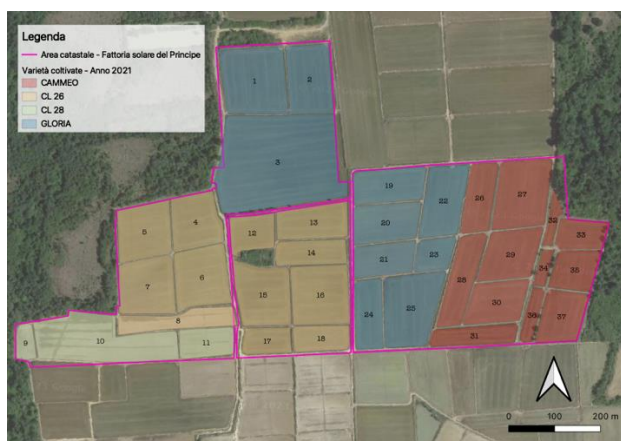 Legenda
Area catastale - Fattoria solare del Principe
Varietà coltivate - Anno 2021
CAMMEO
CL 26
CL 28
GLORIA
1 2
3
4
5
6
7
8
9 10 11
12 13
14
15 16
17 18
19
20
21
22
23
24 25
26 27
28 29
30
31
32
33
34
35
36 37
0 100 200 m